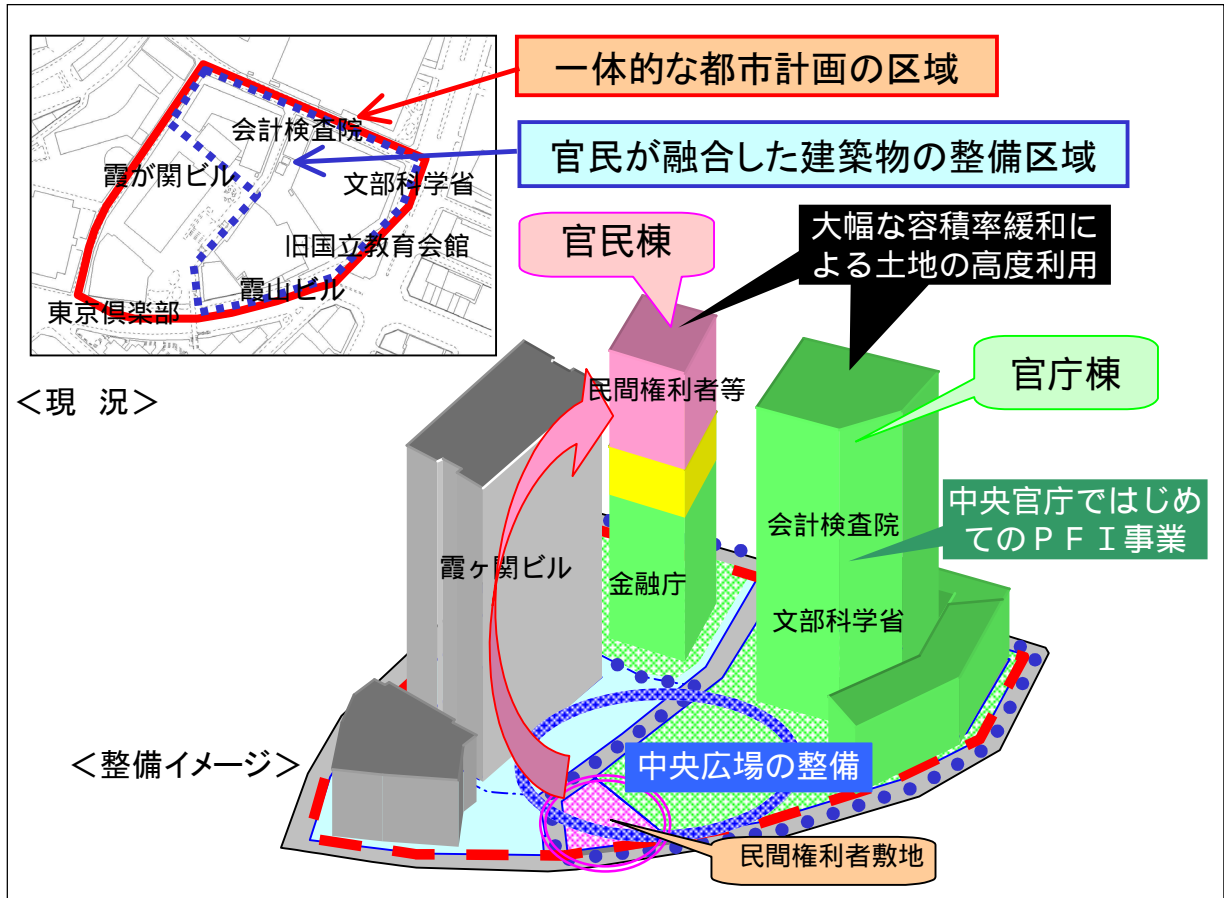 一体的な都市計画の区域
会計検査院
官民が融合した建築物の整備区域
霞が関ビル
文部科学省
旧国立教育会館
霞山ビル
東京倶楽部
＜現　況＞
官民棟
大幅な容積率緩和に
よる土地の高度利用
官庁棟
民間権利者等
中央官庁ではじめ
てのＰＦＩ事業
会計検査院
霞ヶ関ビル
金融庁
文部科学省
＜整備イメージ＞
中央広場の整備
民間権利者敷地